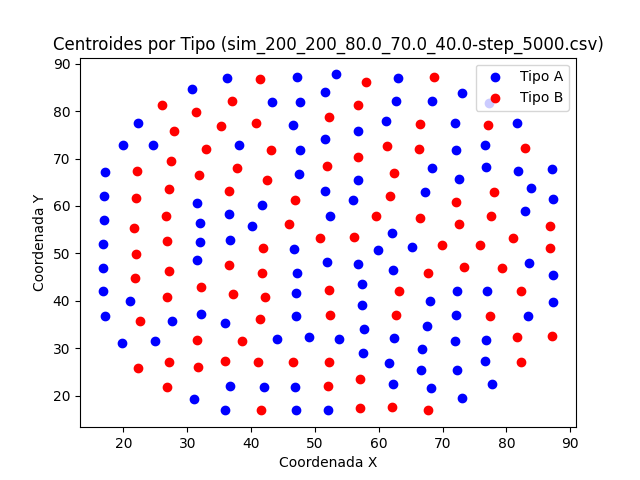 Centroides por Tipo (sim_200_200_80.0_70.0_40.0-step_5000.csv)
Tipo A
Tipo B
90
80
70
60
50
40
30
20
Coordenada Y
20 30 40 50 60 70 80 90
Coordenada X